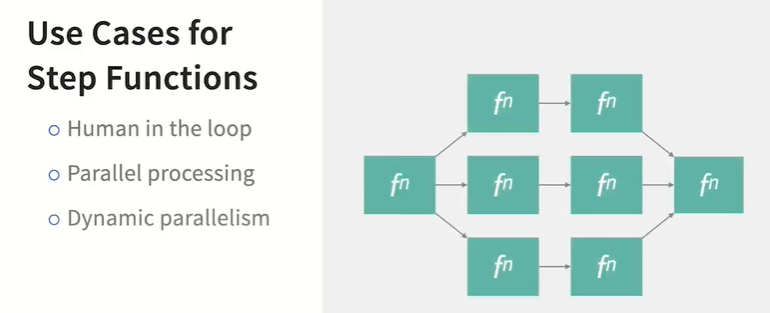 Use Cases for
Step Functions
Human in the loop
Parallel processing
Dynamic parallelism
fn
fn
fn
fn
fn
fn
fn
fn